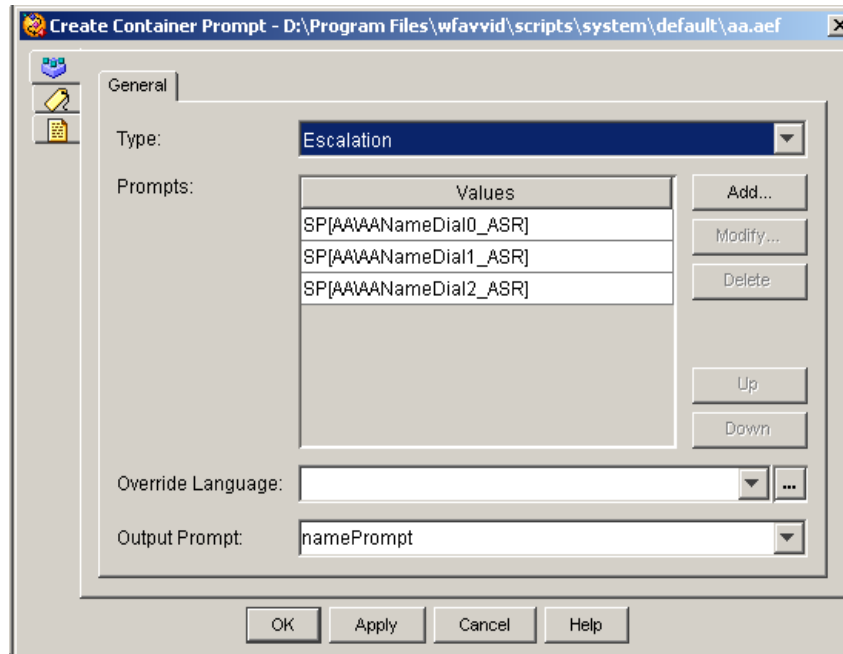 Create Container Prompt - D:\Program Files\wfavvid\scripts\system\default\aa.aef
General
Type:
Escalation
Prompts:
Values
SP[AA\AANameDial0_ASR]
SP[AA\AANameDial1_ASR]
SP[AA\AANameDial2_ASR]
Add...
Modify...
Delete
Up
Down
Override Language:
...
Output Prompt:
namePrompt
OK Apply Cancel Help